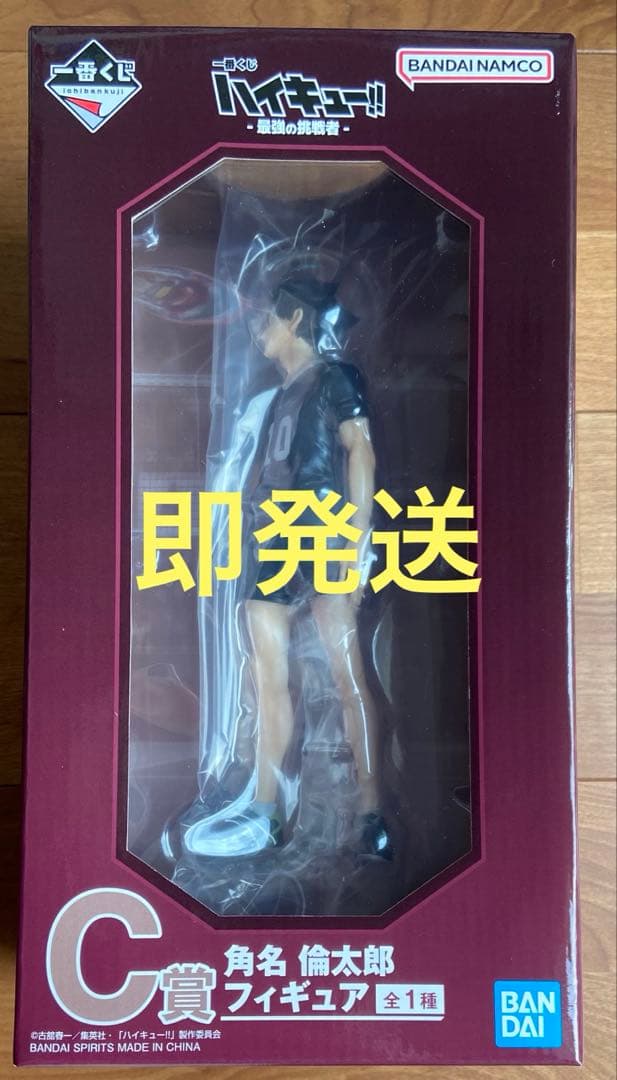 一番くじ
ichibankuji
一番くじ
ハイキュー!!
- 最強の挑戦者 -
BANDAI NAMCO
10
即発送
C賞
角名 倫太郎
フィギュア 全1種
©古舘春一／集英社・「ハイキュー!!」製作委員会
BANDAI SPIRITS MADE IN CHINA
BAN
DAI